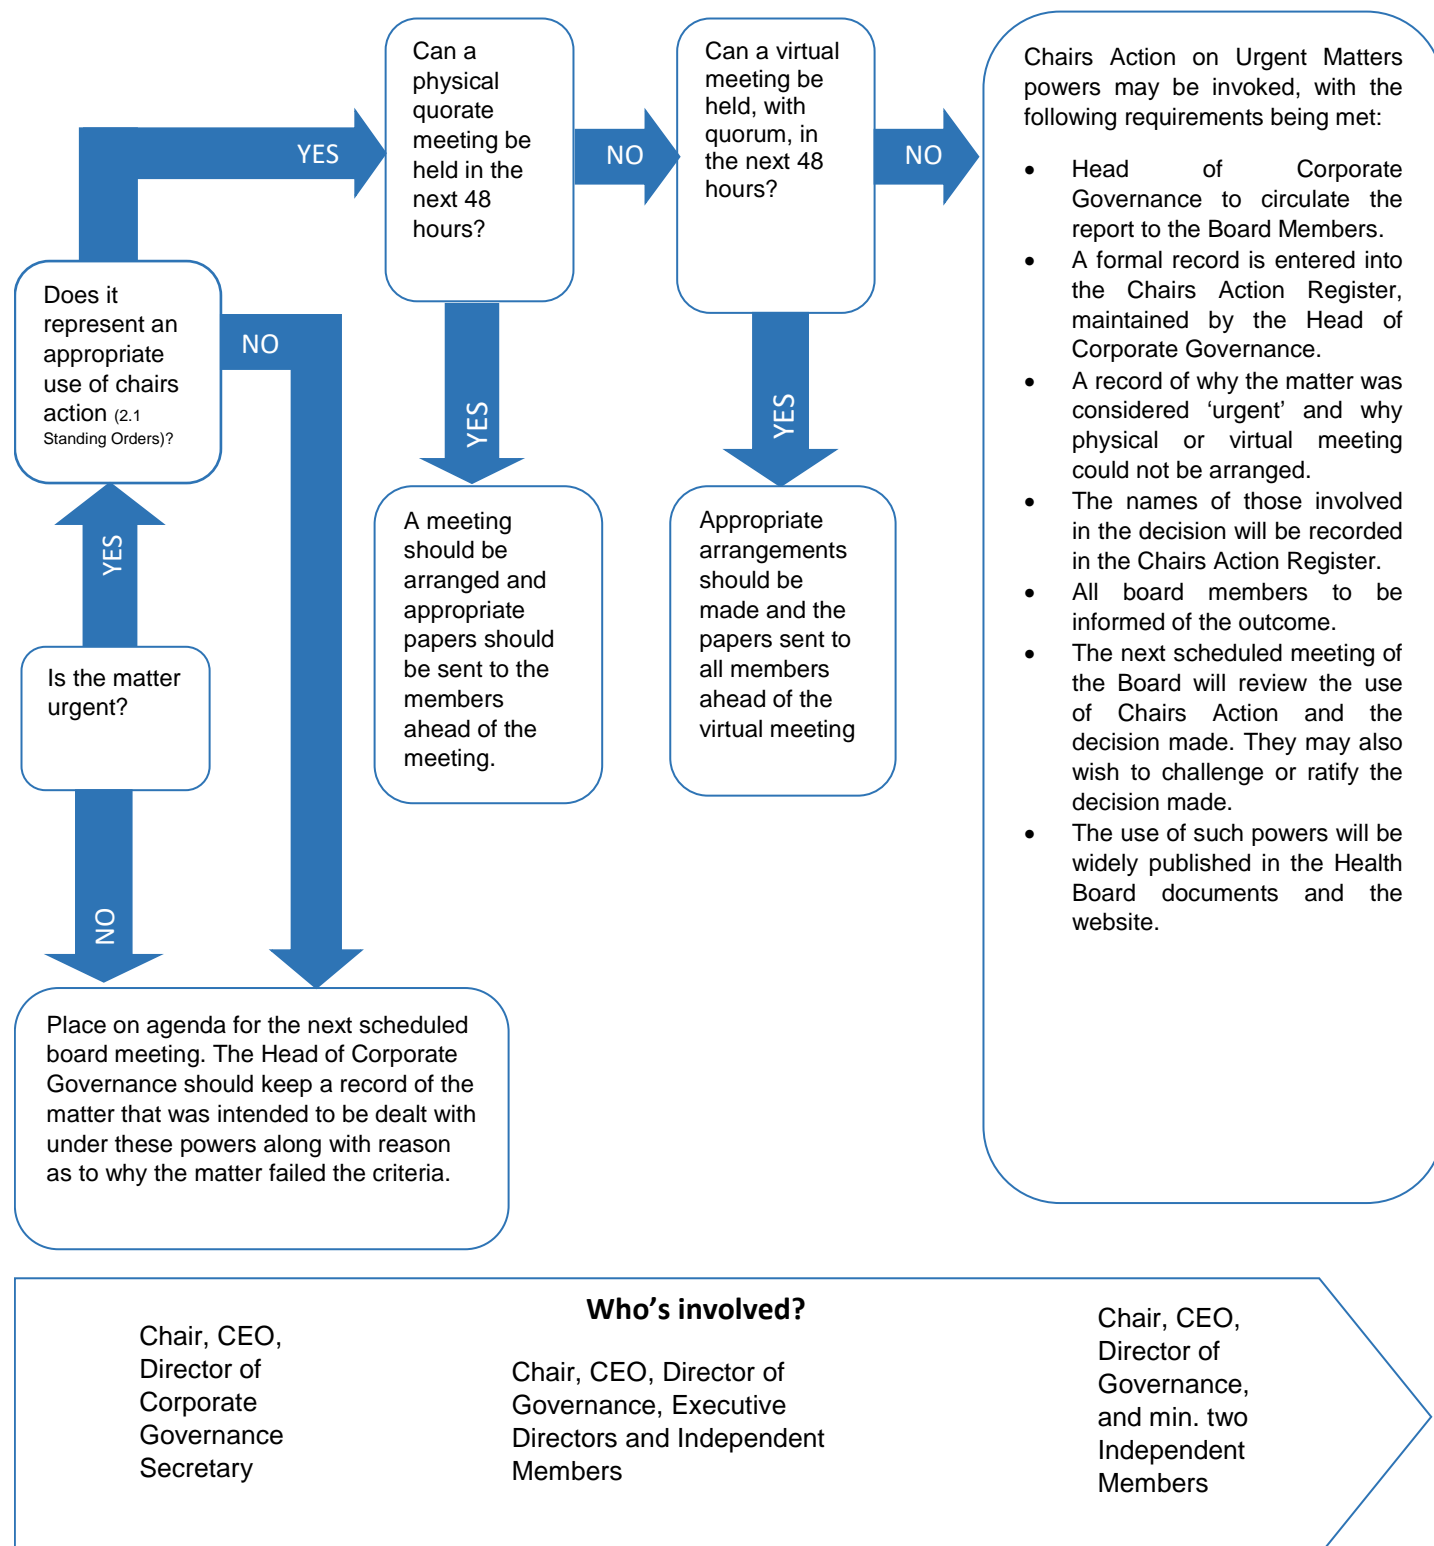 Can a
physical
quorate
meeting be
held in the
next 48
hours?
Can a virtual
meeting be
held, with
quorum, in
the next 48
hours?
Chairs Action on Urgent Matters
powers may be invoked, with the
following requirements being met:
• Head of Corporate
Governance to circulate the
report to the Board Members.
• A formal record is entered into
the Chairs Action Register,
maintained by the Head of
Corporate Governance.
• A record of why the matter was
considered ‘urgent’ and why
physical or virtual meeting
could not be arranged.
• The names of those involved
in the decision will be recorded
in the Chairs Action Register.
• All board members to be
informed of the outcome.
• The next scheduled meeting of
the Board will review the use
of Chairs Action and the
decision made. They may also
wish to challenge or ratify the
decision made.
• The use of such powers will be
widely published in the Health
Board documents and the
website.
YES
NO
NO
Does it
represent an
appropriate
use of chairs
action (2.1
Standing Orders)?
NO
YES
YES
A meeting
should be
arranged and
appropriate
papers should
be sent to the
members
ahead of the
meeting.
Appropriate
arrangements
should be
made and the
papers sent to
all members
ahead of the
virtual meeting
YES
Is the matter
urgent?
NO
Place on agenda for the next scheduled
board meeting. The Head of Corporate
Governance should keep a record of the
matter that was intended to be dealt with
under these powers along with reason
as to why the matter failed the criteria.
Who’s involved?
Chair, CEO,
Director of
Corporate
Governance
Secretary
Chair, CEO, Director of
Governance, Executive
Directors and Independent
Members
Chair, CEO,
Director of
Governance,
and min. two
Independent
Members